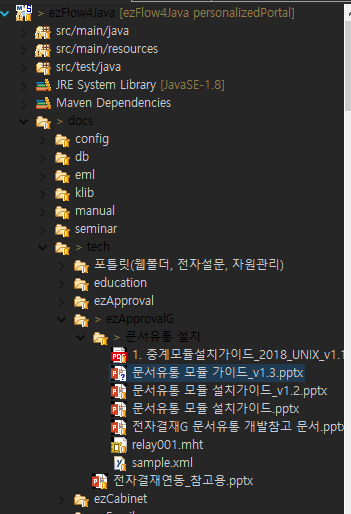 > ezFlow4Java [ezFlow4Java personalizedPortal]
src/main/java
src/main/resources
src/test/java
JRE System Library [JavaSE-1.8]
Maven Dependencies
> docs
config
db
eml
klib
manual
seminar
> tech
포틀릿(웹폴더, 전자설문, 자원관리)
education
ezApproval
> ezApprovalG
> 문서유통 설치
1. 중계모듈설치가이드_2018_UNIX_v1.1
문서유통 모듈 가이드_v1.3.pptx
문서유통 모듈 설치가이드_v1.2.pptx
문서유통 모듈 설치가이드.pptx
전자결재G 문서유통 개발참고 문서.pptx
relay001.mht
sample.xml
전자결재연동_참고용.pptx
ezCabinet